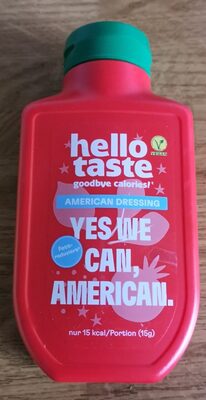 hello
taste
goodbye calories!*
AMERICAN DRESSING
YES WE
CAN,
AMERICAN.
nur 15 kcal/Portion (15g)